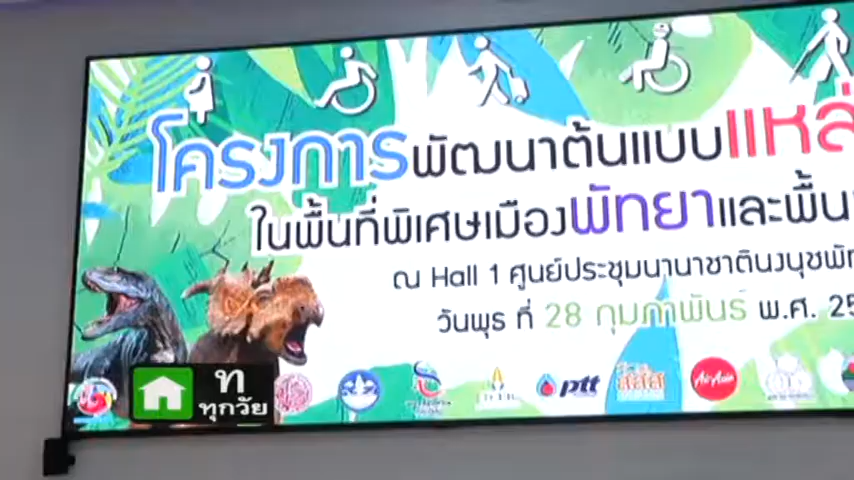 โครงการพัฒนาต้นแบบแหล่
ในพื้นที่พิเศษเมืองพัทยาและพื้น
ณ Hall 1 ศูนย์ประชุมนานาชาตินงนุชพัท
วันพุธ ที่ 28 กุมภาพันธ์ พ.ศ. 25
ท
ทุกวัย
ptt
สสส
AirAsia